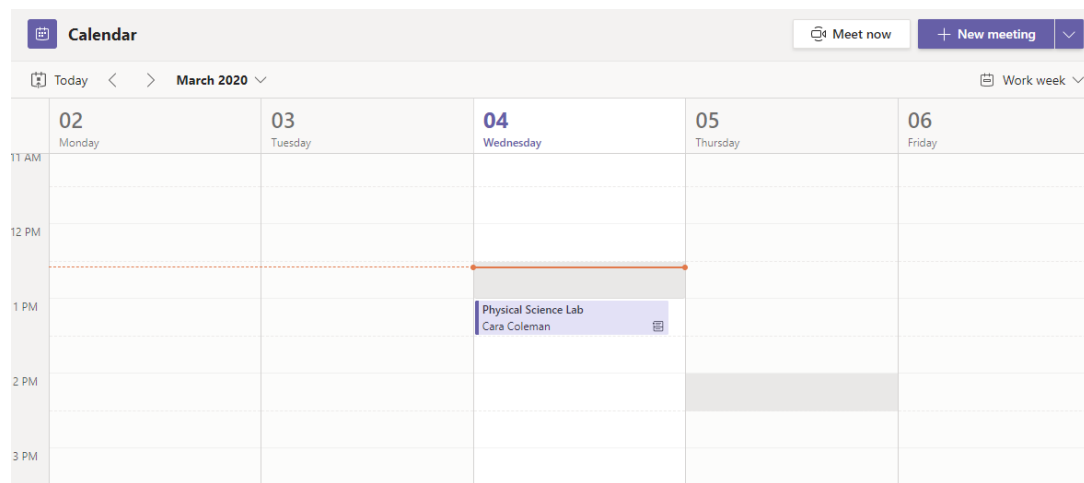 Calendar
Meet now
+ New meeting
Today
March 2020
Work week
02
Monday
03
Tuesday
04
Wednesday
05
Thursday
06
Friday
11 AM
12 PM
1 PM
Physical Science Lab
Cara Coleman
2 PM
3 PM